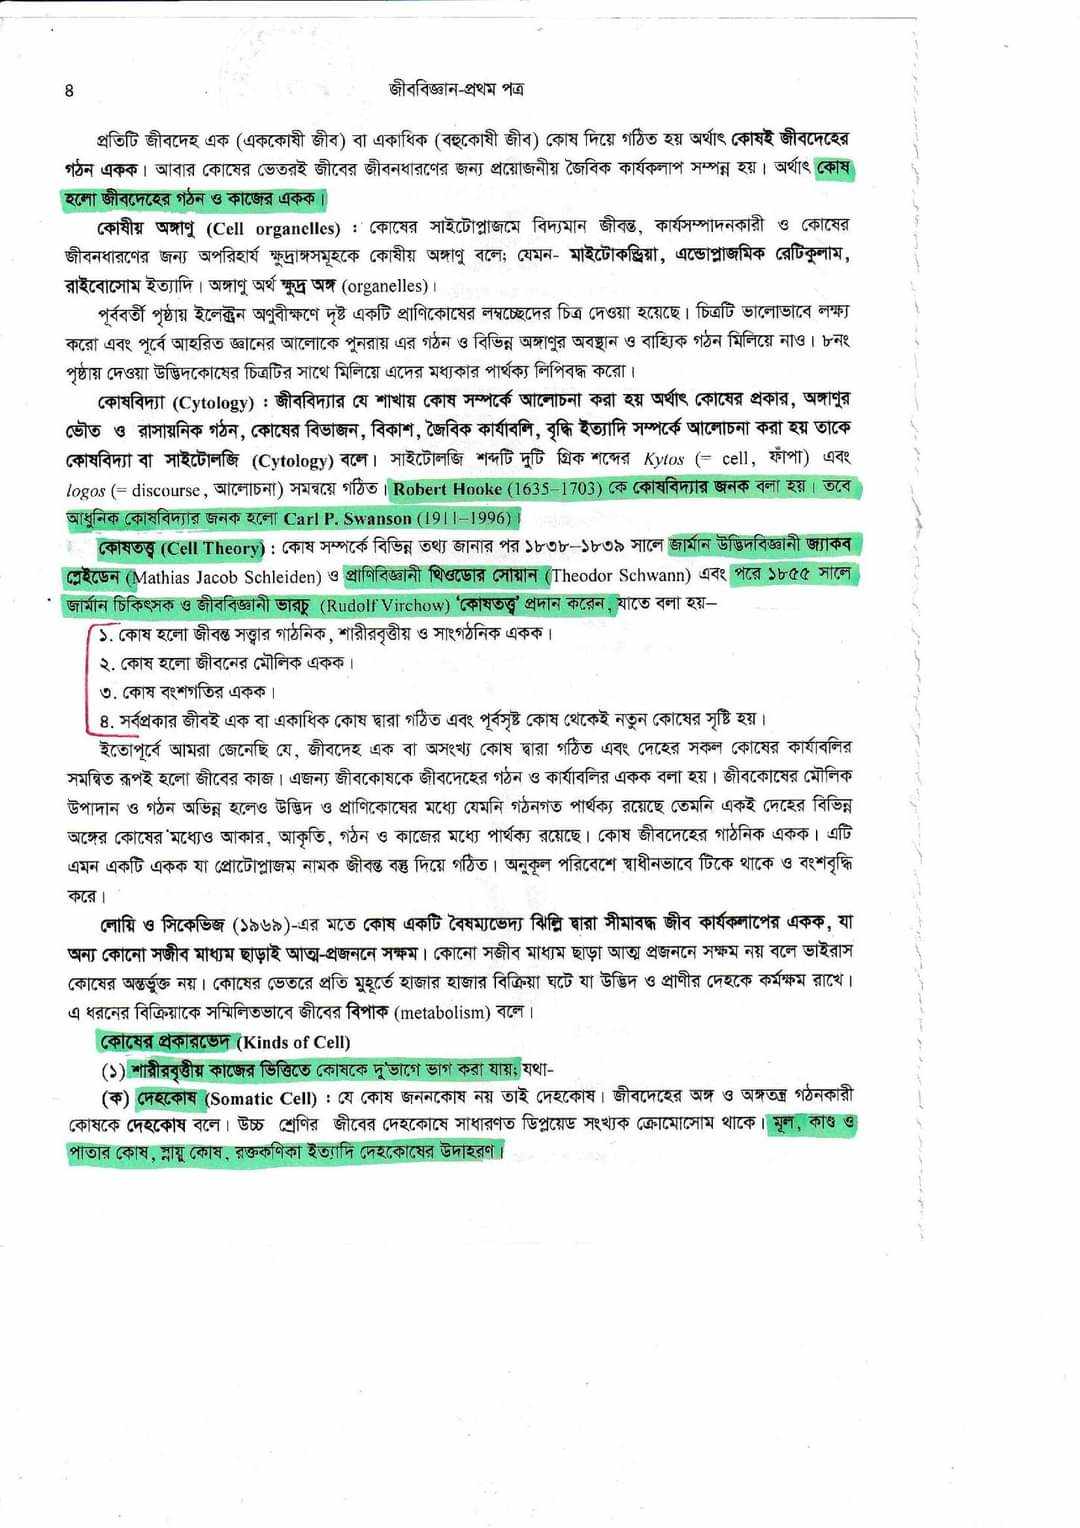 ৪
জীববিজ্ঞান-প্রথম পত্র
প্রতিটি জীবদেহ এক (এককোষী জীব) বা একাধিক (বহুকোষী জীব) কোষ দিয়ে গঠিত হয় অর্থাৎ কোষই জীবদেহের
গঠন একক। আবার কোষের ভেতরই জীবের জীবনধারণের জন্য প্রয়োজনীয় জৈবিক কার্যকলাপ সম্পন্ন হয়। অর্থাৎ কোষ
হলো জীবদেহের গঠন ও কাজের একক।
কোষীয় অঙ্গাণু (Cell organelles) : কোষের সাইটোপ্লাজমে বিদ্যমান জীবন্ত, কার্যসম্পাদনকারী ও কোষের
জীবনধারণের জন্য অপরিহার্য ক্ষুদ্রাঙ্গসমূহকে কোষীয় অঙ্গাণু বলে; যেমন- মাইটোকন্ড্রিয়া, এন্ডোপ্লাজমিক রেটিকুলাম,
রাইবোসোম ইত্যাদি। অঙ্গাণু অর্থ ক্ষুদ্র অঙ্গ (organelles)।
পূর্ববর্তী পৃষ্ঠায় ইলেক্ট্রন অণুবীক্ষণে দৃষ্ট একটি প্রাণিকোষের লম্বচ্ছেদের চিত্র দেওয়া হয়েছে। চিত্রটি ভালোভাবে লক্ষ্য
করো এবং পূর্বে আহরিত জ্ঞানের আলোকে পুনরায় এর গঠন ও বিভিন্ন অঙ্গাণুর অবস্থান ও বাহ্যিক গঠন মিলিয়ে নাও। ৮নং
পৃষ্ঠায় দেওয়া উদ্ভিদকোষের চিত্রটির সাথে মিলিয়ে এদের মধ্যকার পার্থক্য লিপিবদ্ধ করো।
কোষবিদ্যা (Cytology) : জীববিদ্যার যে শাখায় কোষ সম্পর্কে আলোচনা করা হয় অর্থাৎ কোষের প্রকার, অঙ্গাণুর
ভৌত ও রাসায়নিক গঠন, কোষের বিভাজন, বিকাশ, জৈবিক কার্যাবলি, বৃদ্ধি ইত্যাদি সম্পর্কে আলোচনা করা হয় তাকে
কোষবিদ্যা বা সাইটোলজি (Cytology) বলে। সাইটোলজি শব্দটি দুটি গ্রিক শব্দের Kytos (= cell, ফাঁপা) এবং
logos (= discourse, আলোচনা) সমন্বয়ে গঠিত। Robert Hooke (1635–1703) কে কোষবিদ্যার জনক বলা হয়। তবে
আধুনিক কোষবিদ্যার জনক হলো Carl P. Swanson (1911–1996)।
কোষতত্ত্ব (Cell Theory) : কোষ সম্পর্কে বিভিন্ন তথ্য জানার পর ১৮৩৮–১৮৩৯ সালে জার্মান উদ্ভিদবিজ্ঞানী জ্যাকব
শ্লেইডেন (Mathias Jacob Schleiden) ও প্রাণিবিজ্ঞানী থিওডোর সোয়ান (Theodor Schwann) এবং পরে ১৮৫৫ সালে
জার্মান চিকিৎসক ও জীববিজ্ঞানী ভারচু (Rudolf Virchow) 'কোষতত্ত্ব' প্রদান করেন, যাতে বলা হয়–
১. কোষ হলো জীবন্ত সত্ত্বার গাঠনিক, শারীরবৃত্তীয় ও সাংগঠনিক একক।
২. কোষ হলো জীবনের মৌলিক একক।
৩. কোষ বংশগতির একক।
৪. সর্বপ্রকার জীবই এক বা একাধিক কোষ দ্বারা গঠিত এবং পূর্বসৃষ্ট কোষ থেকেই নতুন কোষের সৃষ্টি হয়।
ইতোপূর্বে আমরা জেনেছি যে, জীবদেহ এক বা অসংখ্য কোষ দ্বারা গঠিত এবং দেহের সকল কোষের কার্যাবলির
সমন্বিত রূপই হলো জীবের কাজ। এজন্য জীবকোষকে জীবদেহের গঠন ও কার্যাবলির একক বলা হয়। জীবকোষের মৌলিক
উপাদান ও গঠন অভিন্ন হলেও উদ্ভিদ ও প্রাণিকোষের মধ্যে যেমনি গঠনগত পার্থক্য রয়েছে তেমনি একই দেহের বিভিন্ন
অঙ্গের কোষের মধ্যেও আকার, আকৃতি, গঠন ও কাজের মধ্যে পার্থক্য রয়েছে। কোষ জীবদেহের গাঠনিক একক। এটি
এমন একটি একক যা প্রোটোপ্লাজম নামক জীবন্ত বস্তু দিয়ে গঠিত। অনুকূল পরিবেশে স্বাধীনভাবে টিকে থাকে ও বংশবৃদ্ধি
করে।
লোয়ি ও সিকেভিজ (১৯৬৯)-এর মতে কোষ একটি বৈষম্যভেদ্য ঝিল্লি দ্বারা সীমাবদ্ধ জীব কার্যকলাপের একক, যা
অন্য কোনো সজীব মাধ্যম ছাড়াই আত্ম-প্রজননে সক্ষম। কোনো সজীব মাধ্যম ছাড়া আত্ম প্রজননে সক্ষম নয় বলে ভাইরাস
কোষের অন্তর্ভুক্ত নয়। কোষের ভেতরে প্রতি মুহূর্তে হাজার হাজার বিক্রিয়া ঘটে যা উদ্ভিদ ও প্রাণীর দেহকে কর্মক্ষম রাখে।
এ ধরনের বিক্রিয়াকে সম্মিলিতভাবে জীবের বিপাক (metabolism) বলে।
কোষের প্রকারভেদ (Kinds of Cell)
(১) শারীরবৃত্তীয় কাজের ভিত্তিতে কোষকে দু'ভাগে ভাগ করা যায়; যথা-
(ক) দেহকোষ (Somatic Cell) : যে কোষ জননকোষ নয় তাই দেহকোষ। জীবদেহের অঙ্গ ও অঙ্গতন্ত্র গঠনকারী
কোষকে দেহকোষ বলে। উচ্চ শ্রেণির জীবের দেহকোষে সাধারণত ডিপ্লয়েড সংখ্যক ক্রোমোসোম থাকে। মূল, কাণ্ড ও
পাতার কোষ, স্নায়ু কোষ, রক্তকণিকা ইত্যাদি দেহকোষের উদাহরণ।